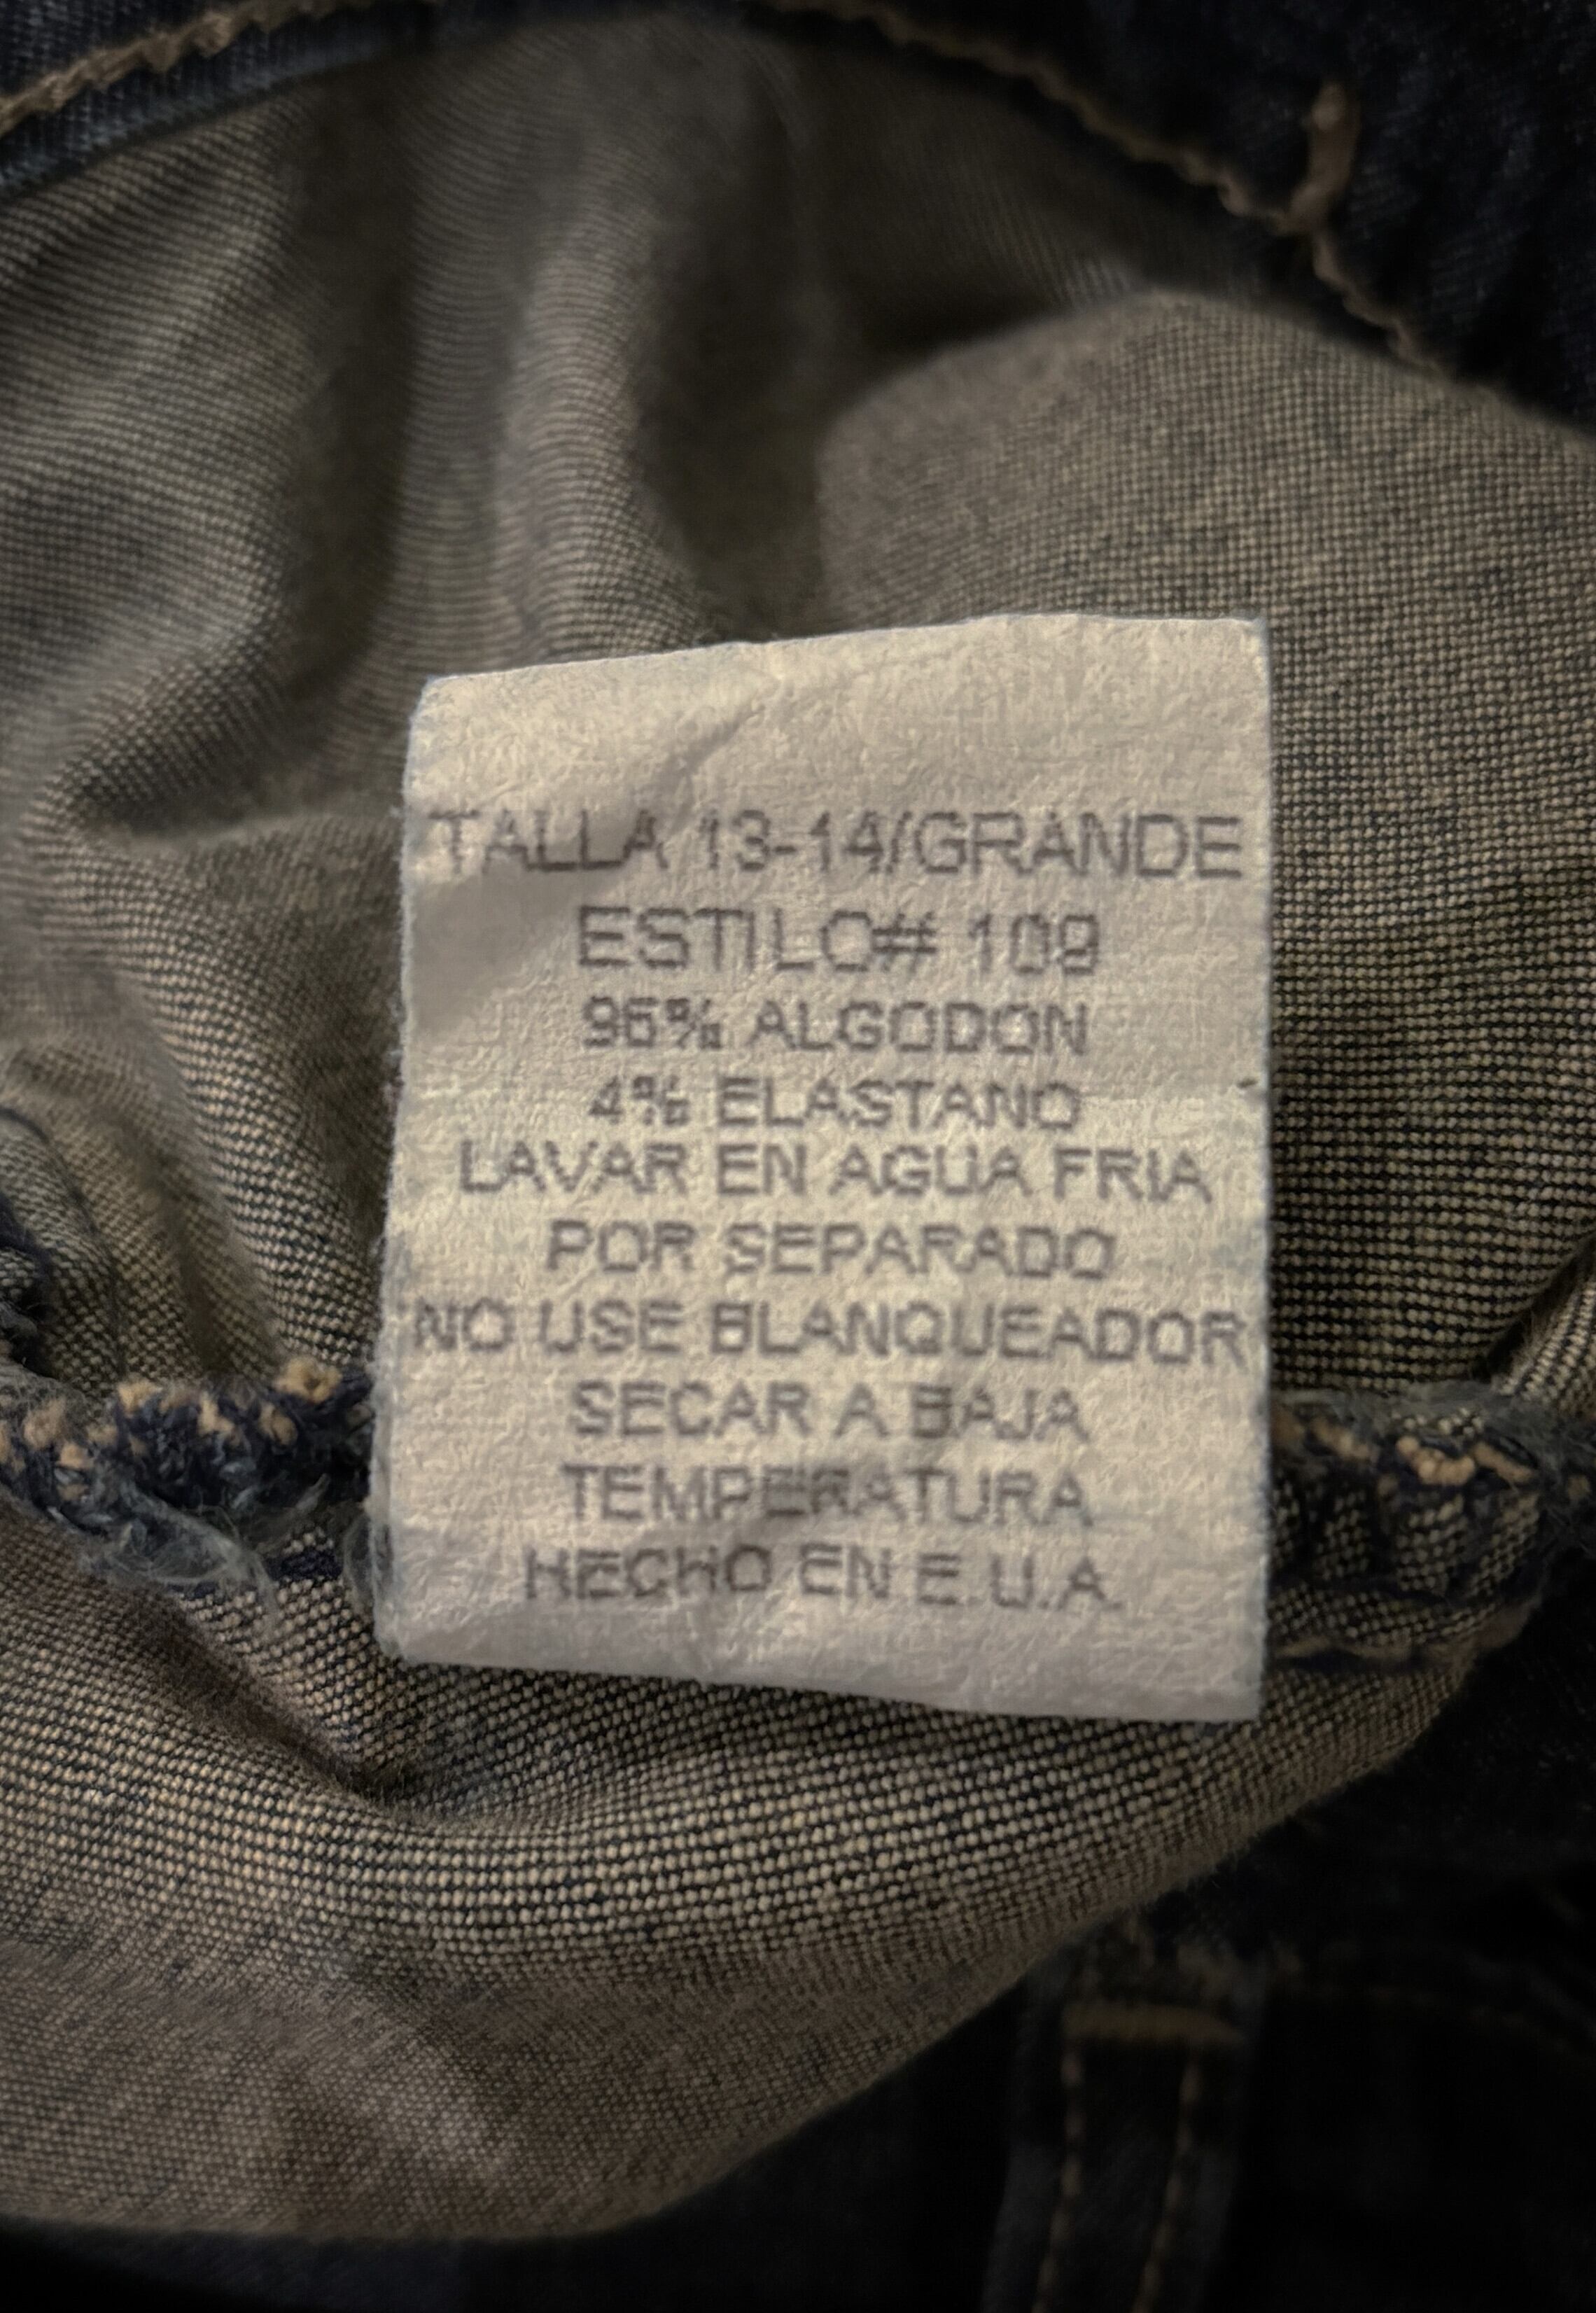 TALLA 13-14/GRANDE
ESTILO# 109
96% ALGODON
4% ELASTANO
LAVAR EN AGUA FRIA
POR SEPARADO
NO USE BLANQUEADOR
SECAR A BAJA
TEMPERATURA
HECHO EN E.U.A.